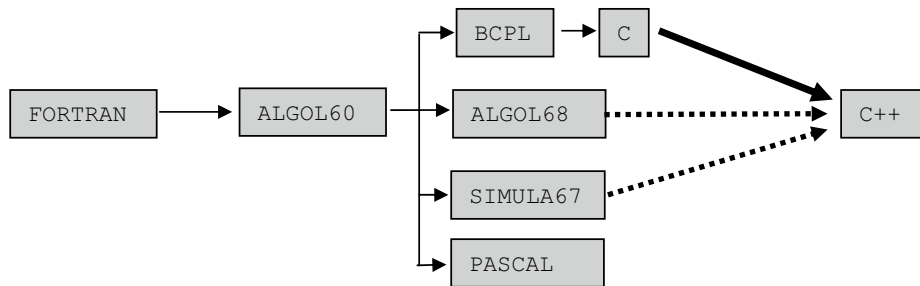 BCPL
C
FORTRAN
ALGOL60
ALGOL68
C++
SIMULA67
PASCAL